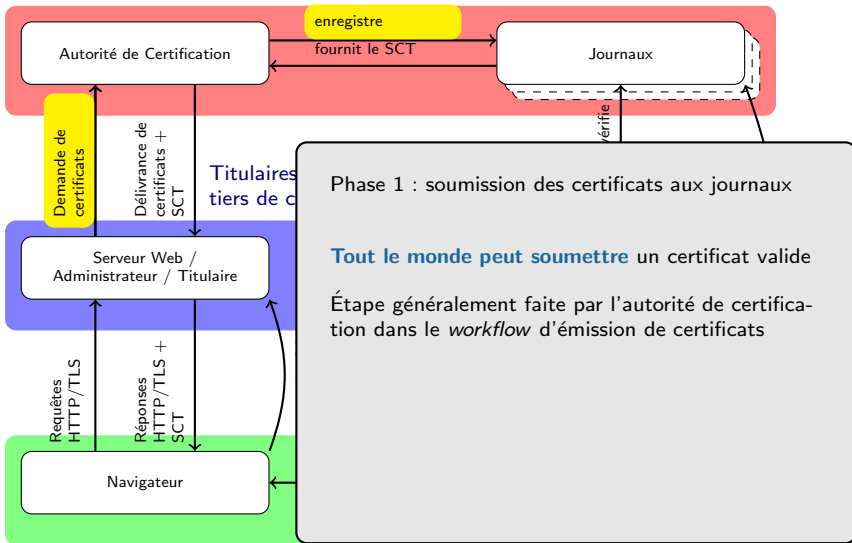 enregistre
Autorité de Certification
fournit le SCT
Journaux
Demande de
certificats
Délivrance de
certificats +
SCT
vérifie
Titulaires
tiers de
Phase 1 : soumission des certificats aux journaux
Tout le monde peut soumettre un certificat valide
Étape généralement faite par l'autorité de certifica-
tion dans le workflow d'émission de certificats
Serveur Web /
Administrateur / Titulaire
Requêtes
HTTP/TLS
Réponses
HTTP/TLS +
SCT
Navigateur